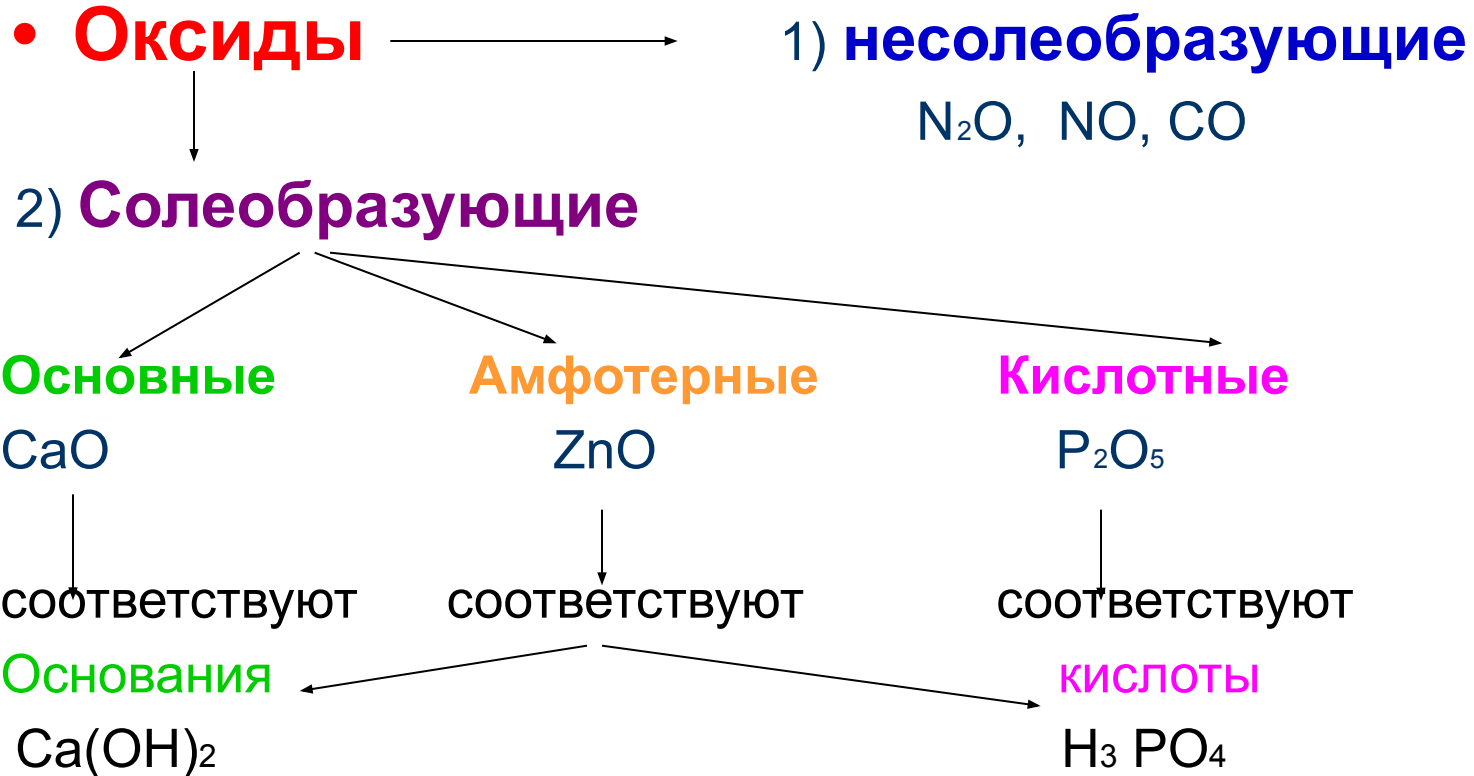 • Оксиды 1) несолеобразующие
N₂O, NO, CO
2) Солеобразующие
Основные Амфотерные Кислотные
CaO ZnO P₂O₅
соответствуют соответствуют соответствуют
Основания кислоты
Ca(OH)₂ H₃ PO₄